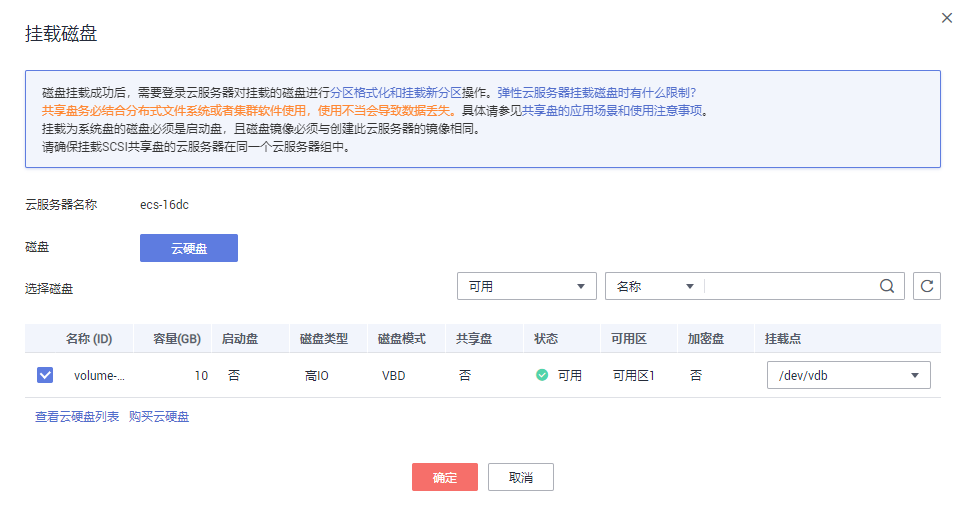 挂载磁盘
磁盘挂载成功后，需要登录云服务器对挂载的磁盘进行分区格式化和挂载新分区操作。弹性云服务器挂载磁盘时有什么限制?
共享盘务必结合分布式文件系统或者集群软件使用，使用不当会导致数据丢失。具体请参见共享盘的应用场景和使用注意事项。
挂载为系统盘的磁盘必须是启动盘，且磁盘镜像必须与创建此云服务器的镜像相同。
请确保挂载SCSI共享盘的云服务器在同一个云服务器组中。
云服务器名称 ecs-16dc
磁盘 云硬盘
选择磁盘 可用 名称
名称 (ID) 容量(GB) 启动盘 磁盘类型 磁盘模式 共享盘 状态 可用区 加密盘 挂载点
volume-... 10 否 高IO VBD 否 可用 可用区1 否 /dev/vdb
查看云硬盘列表 购买云硬盘
确定 取消